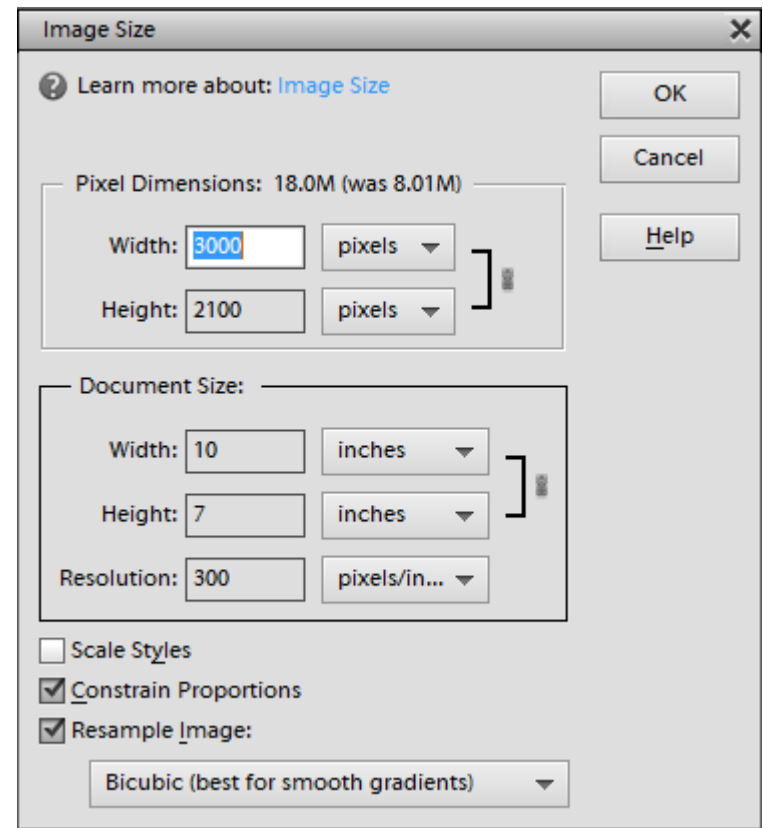 Image Size
Learn more about: Image Size
OK
Cancel
Help
Pixel Dimensions: 18.0M (was 8.01M)
Width: 3000 pixels
Height: 2100 pixels
Document Size:
Width: 10 inches
Height: 7 inches
Resolution: 300 pixels/in...
Scale Styles
Constrain Proportions
Resample Image:
Bicubic (best for smooth gradients)